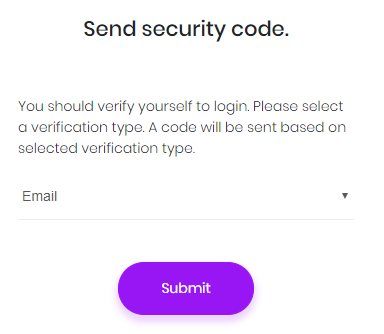 Send security code.
You should verify yourself to login. Please select
a verification type. A code will be sent based on
selected verification type.
Email
Submit